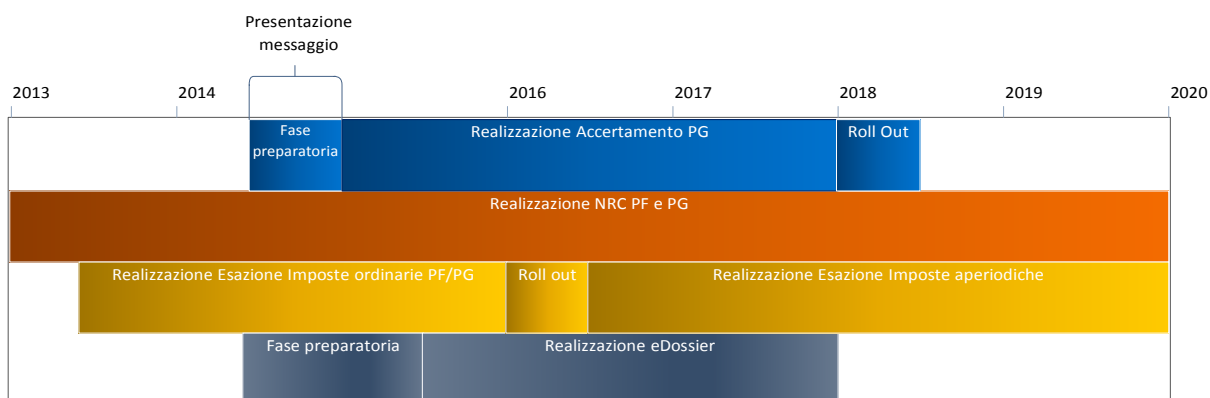 Presentazione
messaggio
2013 2014 2016 2017 2018 2019 2020
Fase
preparatoria
Realizzazione Accertamento PG
Roll Out
Realizzazione NRC PF e PG
Realizzazione Esazione Imposte ordinarie PF/PG
Roll out
Realizzazione Esazione Imposte aperiodiche
Fase preparatoria
Realizzazione eDossier